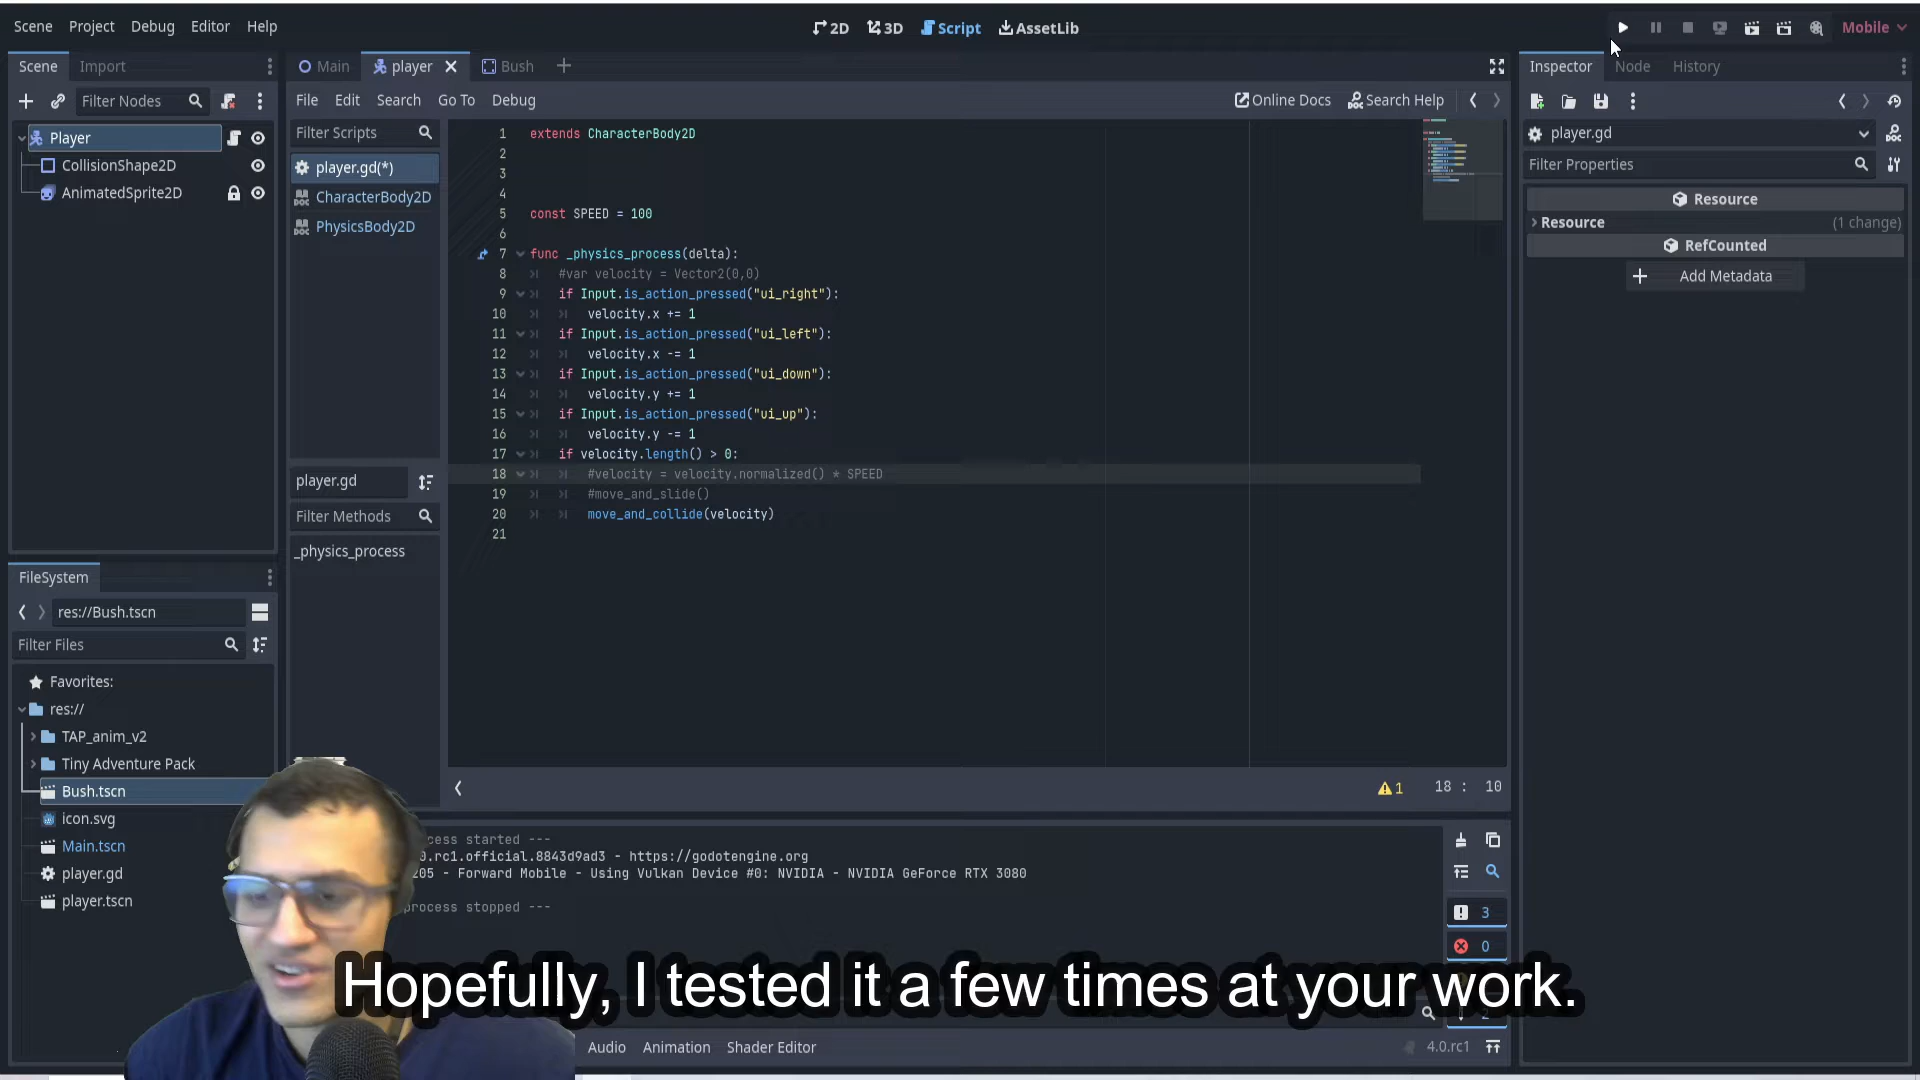 Scene Project Debug Editor Help
2D 3D Script AssetLib
Mobile
Scene Import
Filter Nodes
Player
CollisionShape2D
AnimatedSprite2D
FileSystem
res://Bush.tscn
Filter Files
Favorites:
res://
TAP_anim_v2
Tiny Adventure Pack
Bush.tscn
icon.svg
Main.tscn
player.gd
player.tscn
Main player Bush
File Edit Search Go To Debug
Online Docs Search Help
Filter Scripts
player.gd(*)
CharacterBody2D
PhysicsBody2D
player.gd
Filter Methods
_physics_process
1 extends CharacterBody2D
2
3
4
5 const SPEED = 100
6
7 func _physics_process(delta):
8 #var velocity = Vector2(0,0)
9 if Input.is_action_pressed("ui_right"):
10 velocity.x += 1
11 if Input.is_action_pressed("ui_left"):
12 velocity.x -= 1
13 if Input.is_action_pressed("ui_down"):
14 velocity.y += 1
15 if Input.is_action_pressed("ui_up"):
16 velocity.y -= 1
17 if velocity.length() > 0:
18 #velocity = velocity.normalized() * SPEED
19 #move_and_slide()
20 move_and_collide(velocity)
21
1 18 : 10
cess started ---
0.rc1.official.8843d9ad3 - https://godotengine.org
205 - Forward Mobile - Using Vulkan Device #0: NVIDIA - NVIDIA GeForce RTX 3080
process stopped ---
3
0
2
Audio Animation Shader Editor
4.0.rc1
Inspector Node History
player.gd
Filter Properties
Resource
Resource (1 change)
RefCounted
Add Metadata
Hopefully, I tested it a few times at your work.